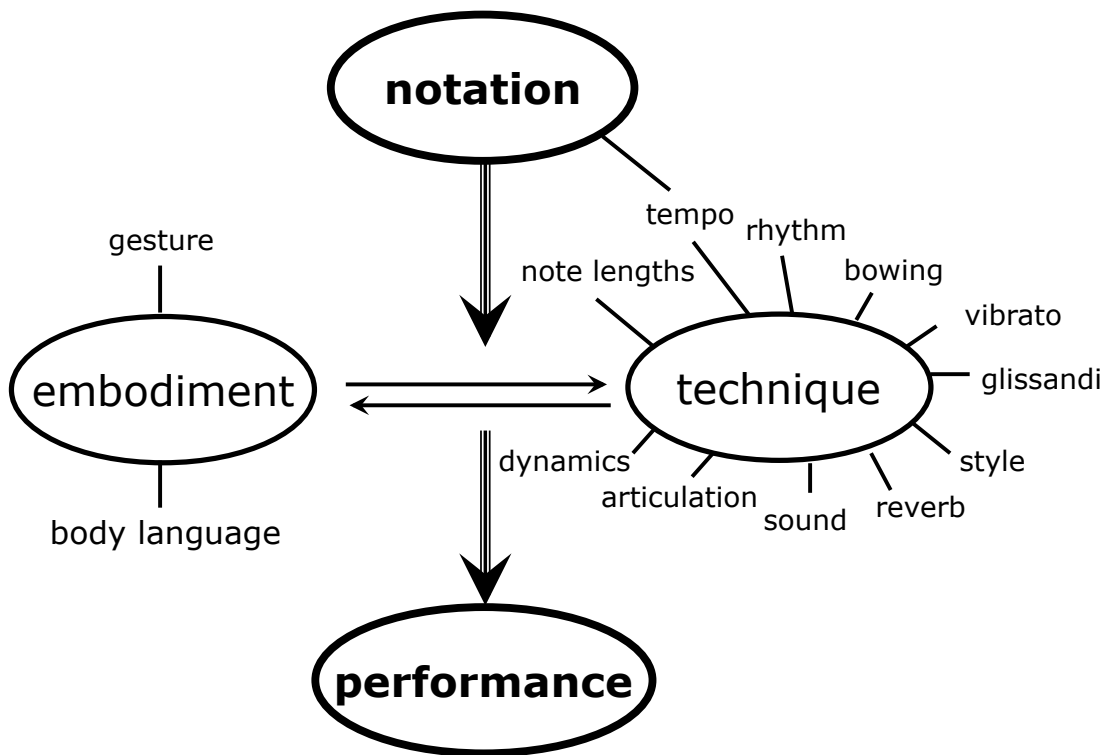 notation
tempo
rhythm
gesture
note lengths
bowing
vibrato
embodiment
technique
glissandi
dynamics
style
articulation
reverb
sound
body language
performance